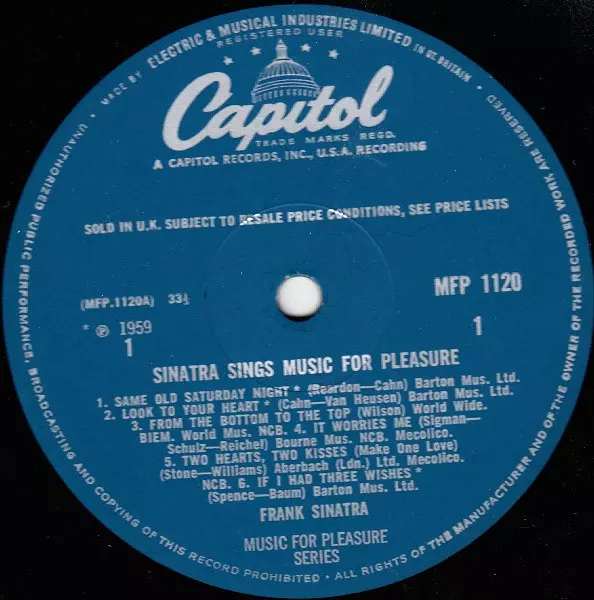 MADE BY ELECTRIC & MUSICAL INDUSTRIES LIMITED IN GT. BRITAIN • ALL RIGHTS OF THE MANUFACTURER AND OF THE OWNER OF THE RECORDED WORK ARE RESERVED •
UNAUTHORIZED PUBLIC PERFORMANCE, BROADCASTING AND COPYING OF THIS RECORD PROHIBITED •
REGISTERED USER
Capitol
TRADE MARKS REGD.
A CAPITOL RECORDS, INC., U.S.A. RECORDING
SOLD IN U.K. SUBJECT TO RESALE PRICE CONDITIONS, SEE PRICE LISTS
(MFP.1120A) 33⅓
MFP 1120
* ℗ 1959
1
1
SINATRA SINGS MUSIC FOR PLEASURE
1. SAME OLD SATURDAY NIGHT * (Reardon—Cahn) Barton Mus. Ltd.
2. LOOK TO YOUR HEART * (Cahn—Van Heusen) Barton Mus. Ltd.
3. FROM THE BOTTOM TO THE TOP (Wilson) World Wide.
BIEM. World Mus. NCB. 4. IT WORRIES ME (Sigman—
Schulz—Reichel) Bourne Mus. NCB. Mecolico.
5. TWO HEARTS, TWO KISSES (Make One Love)
(Stone—Williams) Aberbach (Ldn.) Ltd. Mecolico.
NCB. 6. IF I HAD THREE WISHES *
(Spence—Baum) Barton Mus. Ltd.
FRANK SINATRA
MUSIC FOR PLEASURE
SERIES